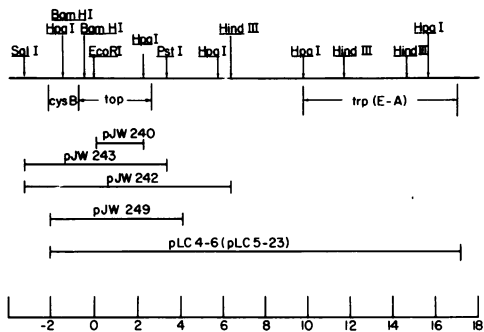 Bam HI
Hpa I Bam HI Hind III Hpa I
Sal I EcoRI Hpa I Pst I Hpa I Hpa I Hind III Hind III
cysB top trp (E-A)
pJW 240
pJW 243
pJW 242
pJW 249
pLC 4-6 (pLC 5-23)
-2 0 2 4 6 8 10 12 14 16 18